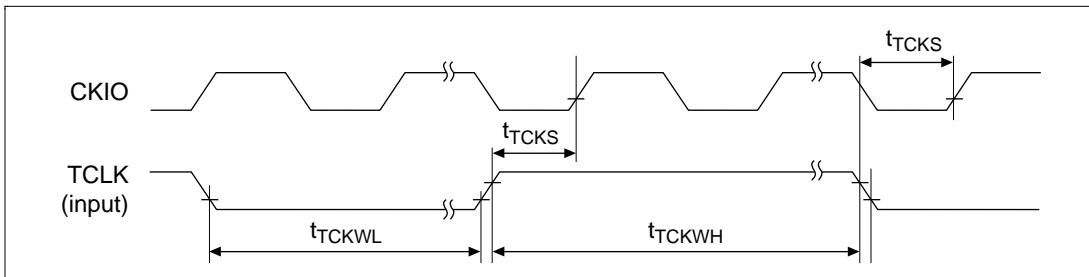 tTCKS
CKIO
tTCKS
TCLK
(input)
tTCKWL
tTCKWH